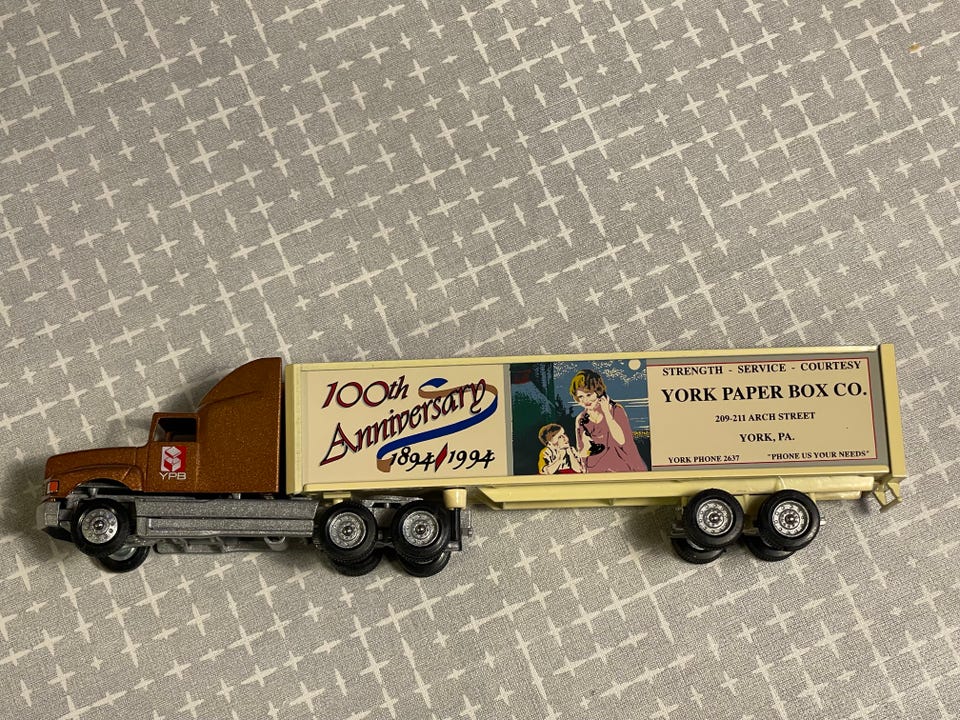 YPB
100th
Anniversary
1894 1994
STRENGTH - SERVICE - COURTESY
YORK PAPER BOX CO.
209-211 ARCH STREET
YORK, PA.
YORK PHONE 2637 "PHONE US YOUR NEEDS"